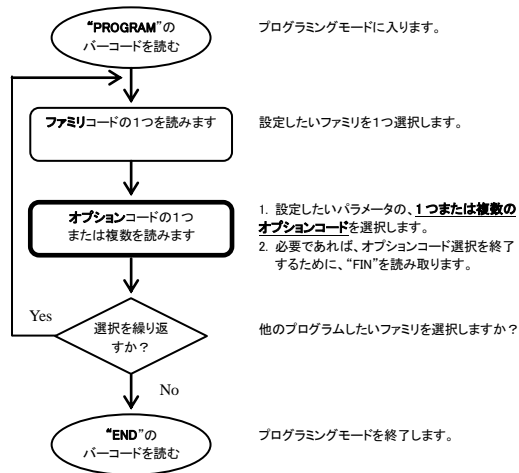 “PROGRAM”の
バーコードを読む
プログラミングモードに入ります。
ファミリコードの1つを読みます
設定したいファミリを1つ選択します。
オプションコードの1つ
または複数を読みます
1. 設定したいパラメータの、1つまたは複数の
オプションコードを選択します。
2. 必要であれば、オプションコード選択を終了
するために、“FIN”を読み取ります。
Yes
選択を繰り返
すか？
他のプログラムしたいファミリを選択しますか？
No
“END”の
バーコードを読む
プログラミングモードを終了します。